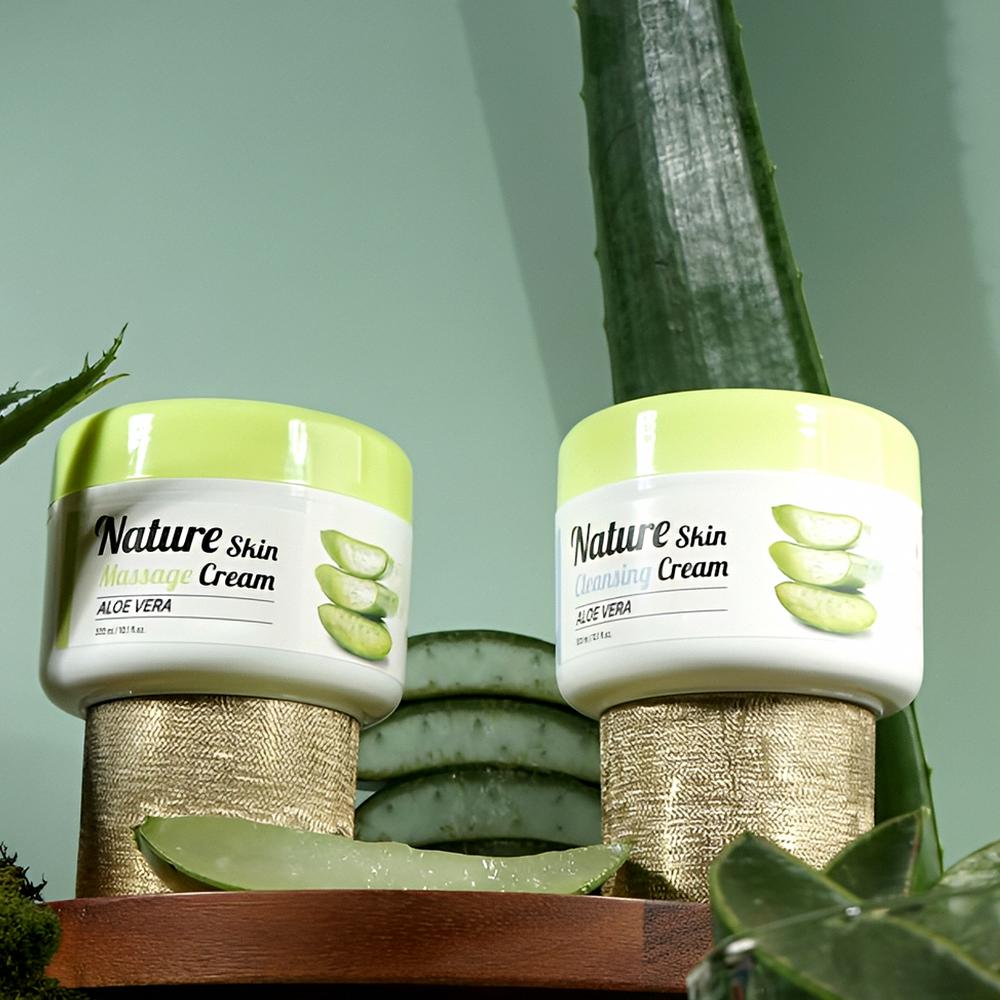 Nature Skin
Massage Cream
ALOE VERA
Nature Skin
Cleansing Cream
ALOE VERA